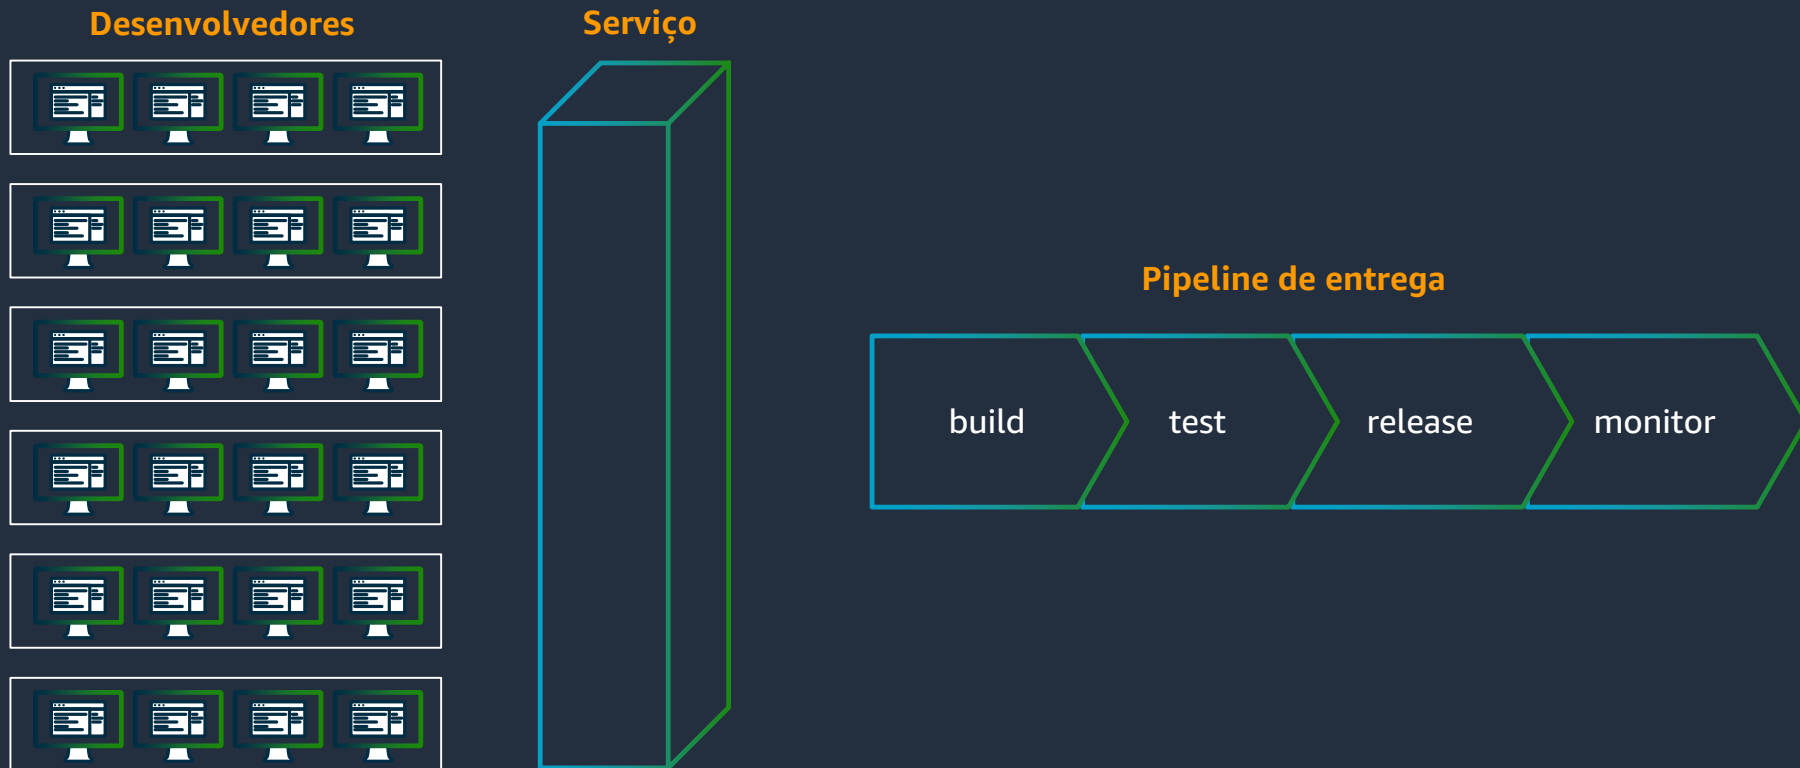 Desenvolvedores
Serviço
Pipeline de entrega
build
test
release
monitor